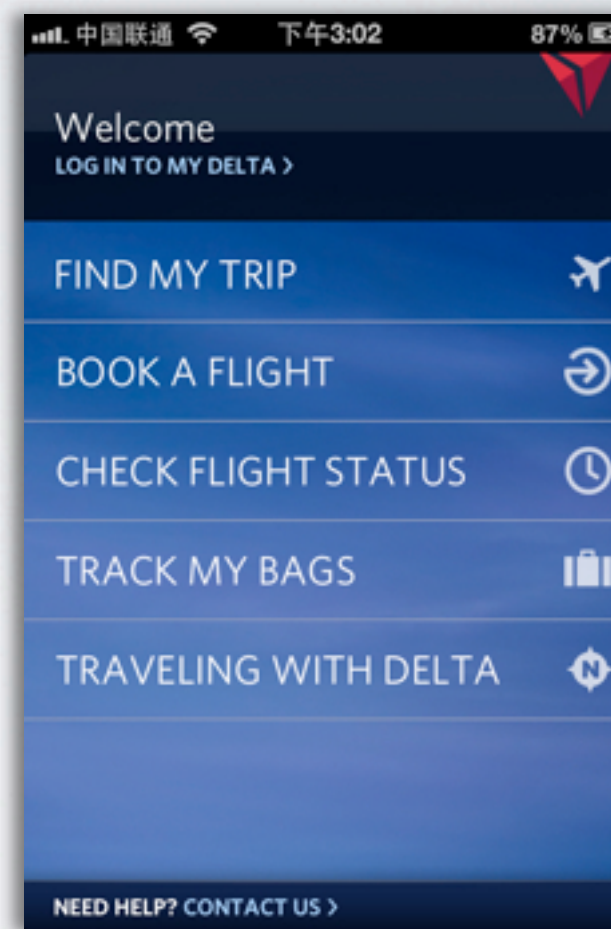 中国联通 下午3:02 87%
Welcome
LOG IN TO MY DELTA >
FIND MY TRIP
BOOK A FLIGHT
CHECK FLIGHT STATUS
TRACK MY BAGS
TRAVELING WITH DELTA
N
NEED HELP? CONTACT US >